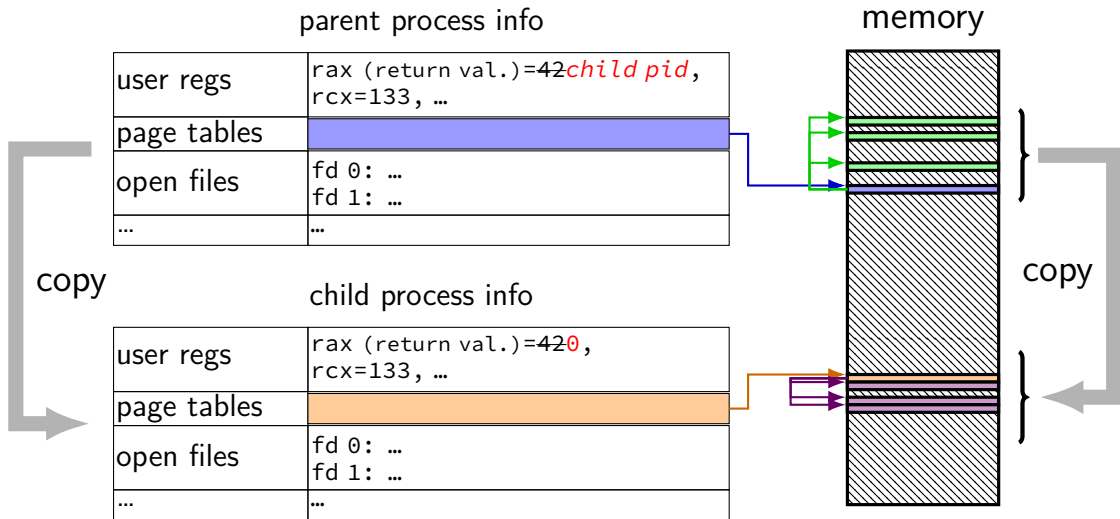 parent process info
memory
user regs
rax (return val.)=42child pid,
rcx=133, …
page tables
open files
fd 0: …
fd 1: …
…
…
copy
copy
child process info
user regs
rax (return val.)=420,
rcx=133, …
page tables
open files
fd 0: …
fd 1: …
…
…